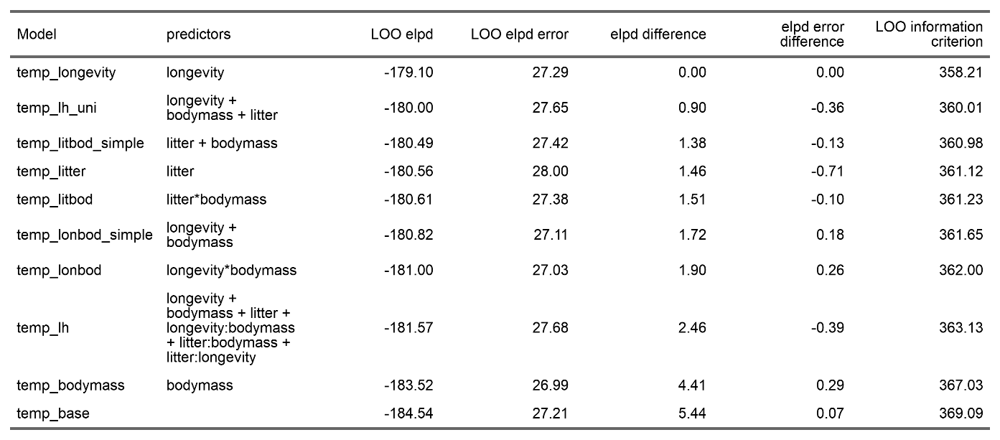 Model predictors LOO elpd LOO elpd error elpd difference elpd error difference LOO information criterion
temp_longevity longevity -179.10 27.29 0.00 0.00 358.21
temp_lh_uni longevity + bodymass + litter -180.00 27.65 0.90 -0.36 360.01
temp_litbod_simple litter + bodymass -180.49 27.42 1.38 -0.13 360.98
temp_litter litter -180.56 28.00 1.46 -0.71 361.12
temp_litbod litter*bodymass -180.61 27.38 1.51 -0.10 361.23
temp_lonbod_simple longevity + bodymass -180.82 27.11 1.72 0.18 361.65
temp_lonbod longevity*bodymass -181.00 27.03 1.90 0.26 362.00
temp_lh longevity + bodymass + litter + longevity:bodymass + litter:bodymass + litter:longevity -181.57 27.68 2.46 -0.39 363.13
temp_bodymass bodymass -183.52 26.99 4.41 0.29 367.03
temp_base -184.54 27.21 5.44 0.07 369.09